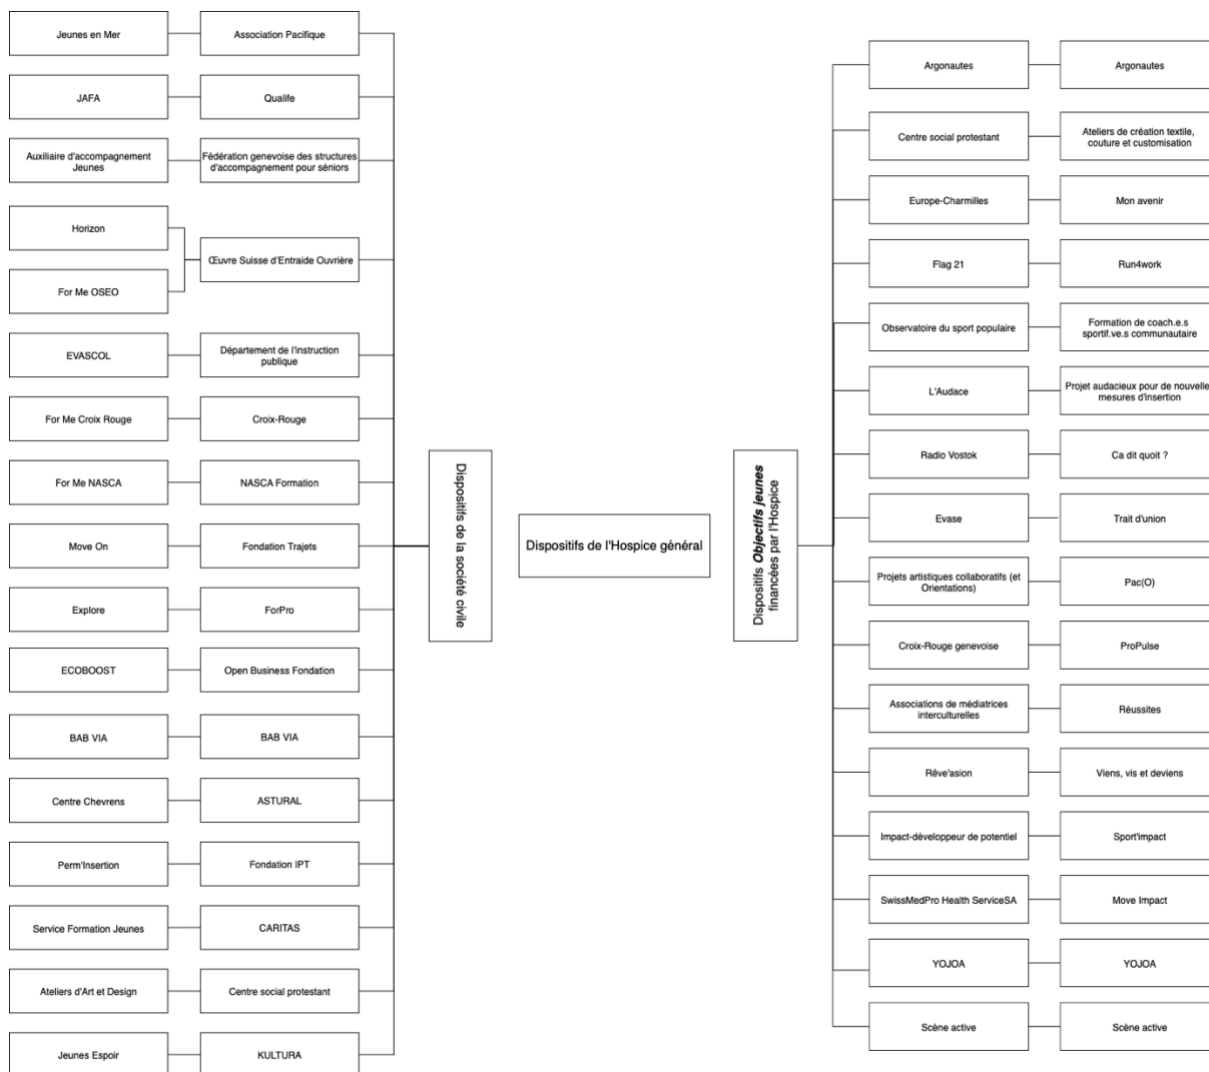 Jeunes en Mer
Association Pacifique
JAFA
Qualife
Auxiliaire d'accompagnement
Jeunes
Fédération genevoise des structures
d'accompagnement pour séniors
Horizon
Œuvre Suisse d'Entraide Ouvrière
For Me OSEO
EVASCOL
Département de l'instruction
publique
For Me Croix Rouge
Croix-Rouge
For Me NASCA
NASCA Formation
Move On
Fondation Trajets
Explore
ForPro
ECOBOOST
Open Business Fondation
BAB VIA
BAB VIA
Centre Chevrens
ASTURAL
Perm'Insertion
Fondation IPT
Service Formation Jeunes
CARITAS
Ateliers d'Art et Design
Centre social protestant
Jeunes Espoir
KULTURA
Dispositifs de la société civile
Dispositifs de l'Hospice général
Dispositifs Objectifs jeunes
financées par l'Hospice
Argonautes
Argonautes
Centre social protestant
Ateliers de création textile,
couture et customisation
Europe-Charmilles
Mon avenir
Flag 21
Run4work
Observatoire du sport populaire
Formation de coach.e.s
sportif.ve.s communautaire
L'Audace
Projet audacieux pour de nouvelle
mesures d'insertion
Radio Vostok
Ca dit quoit ?
Evase
Trait d'union
Projets artistiques collaboratifs (et
Orientations)
Pac(O)
Croix-Rouge genevoise
ProPulse
Associations de médiatrices
interculturelles
Réussites
Rêve'asion
Viens, vis et deviens
Impact-développeur de potentiel
Sport'impact
SwissMedPro Health ServiceSA
Move Impact
YOJOA
YOJOA
Scène active
Scène active